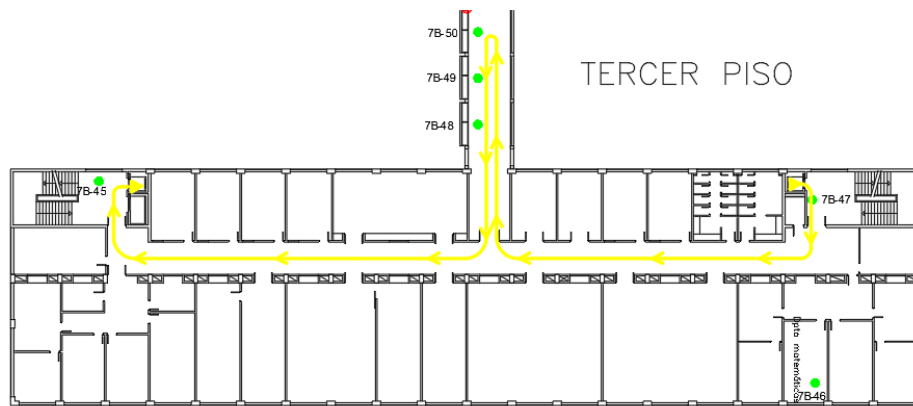 7B-50
TERCER PISO
7B-49
7B-48
7B-45
7B-47
Dpto matemáticas
7B-46